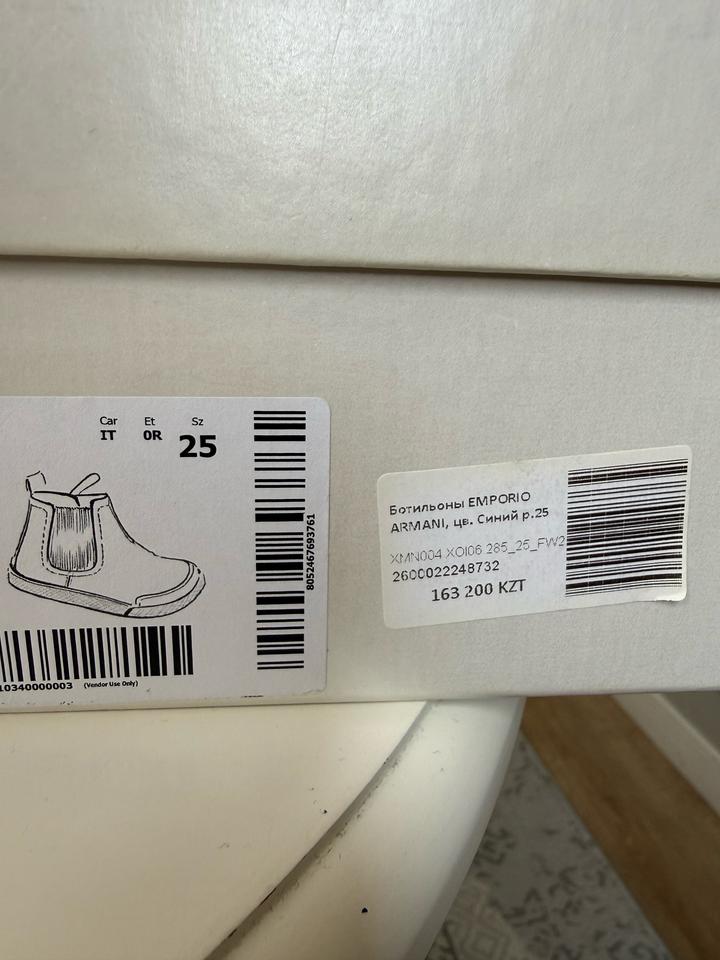 Car Et Sz
IT 0R 25
8052467693761
10340000003 (Vendor Use Only)
Ботильоны EMPORIO
ARMANI, цв. Синий р.25
XMN004 XOI06 285_25_FW2
2600022248732
163 200 KZT